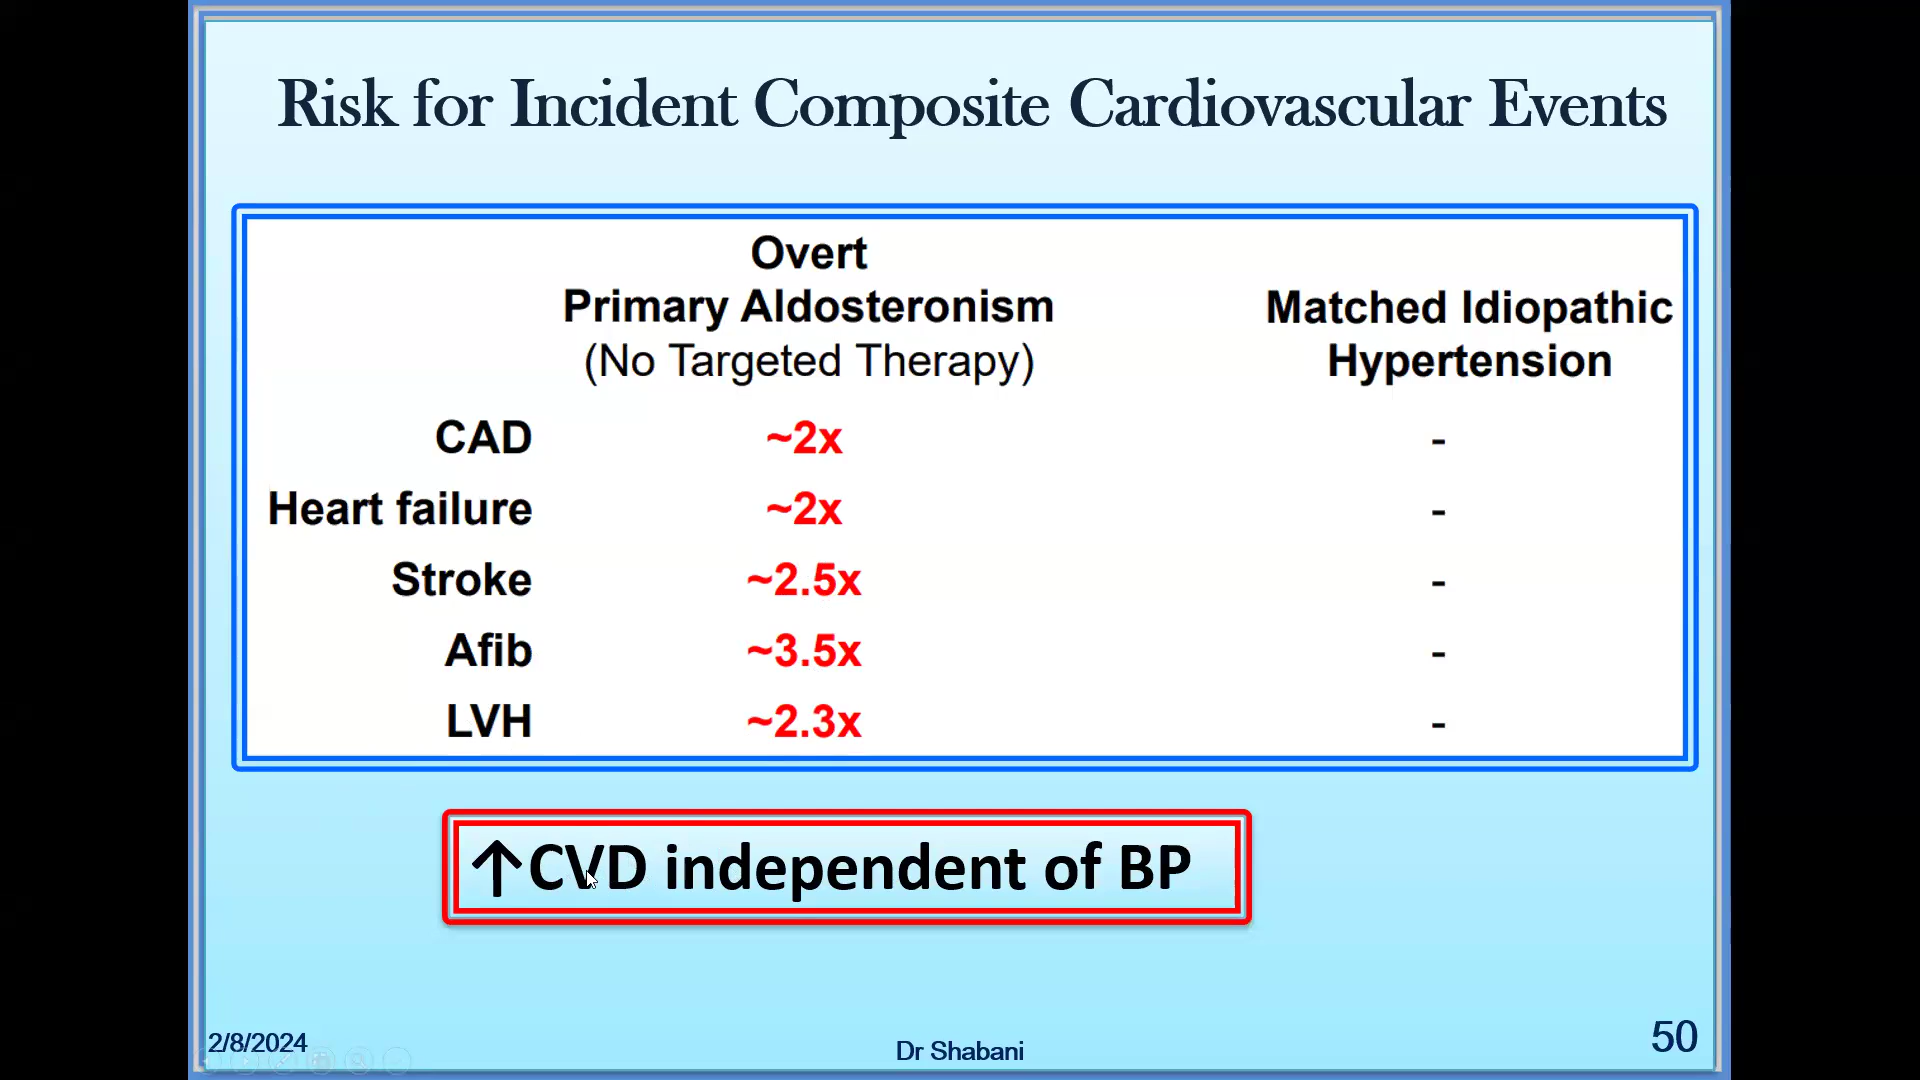 Risk for Incident Composite Cardiovascular Events
Overt
Primary Aldosteronism
(No Targeted Therapy)
Matched Idiopathic
Hypertension
CAD ~2x -
Heart failure ~2x -
Stroke ~2.5x -
Afib ~3.5x -
LVH ~2.3x -
↑CVD independent of BP
2/8/2024
Dr Shabani
50